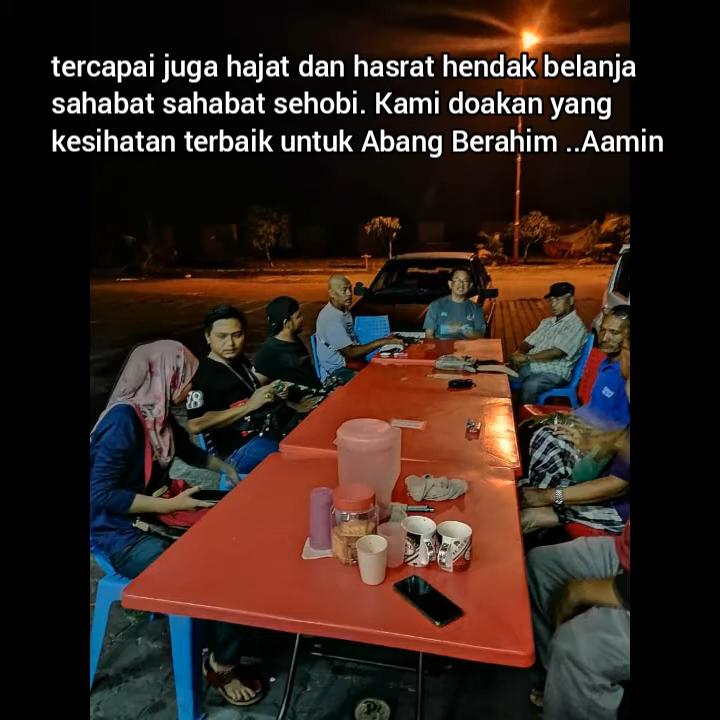 tercapai juga hajat dan hasrat hendak belanja
sahabat sahabat sehobi. Kami doakan yang
kesihatan terbaik untuk Abang Berahim ..Aamin